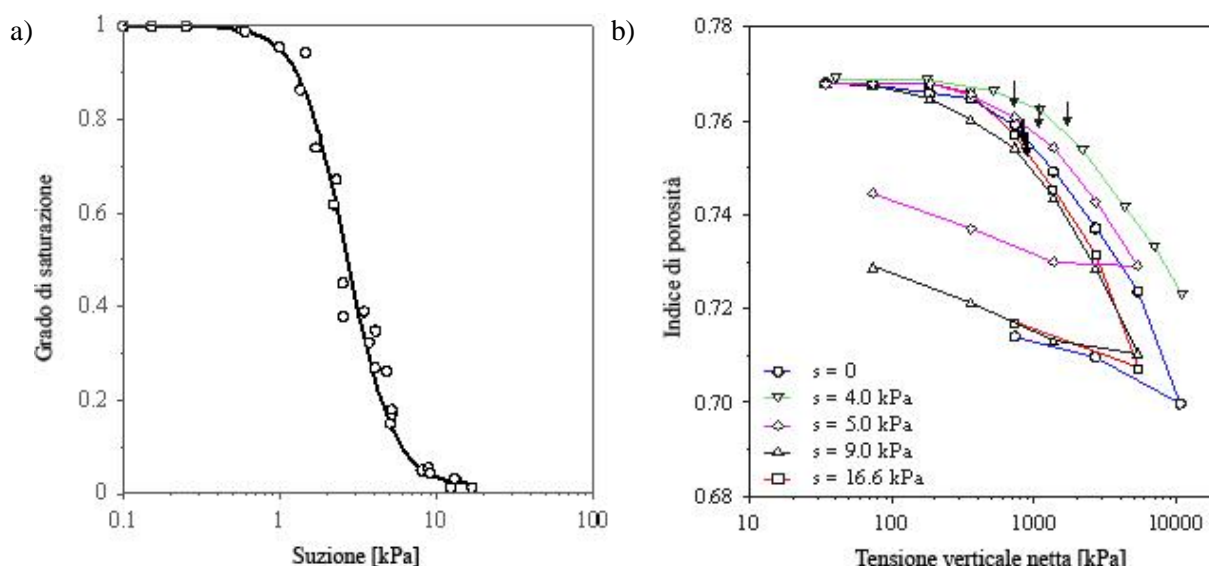 a)
1
0.8
0.6
0.4
0.2
0
Grado di saturazione
0.1
1
10
100
Suzione [kPa]
b)
0.78
0.76
0.74
0.72
0.70
0.68
Indice di porosità
s = 0
s = 4.0 kPa
s = 5.0 kPa
s = 9.0 kPa
s = 16.6 kPa
10
100
1000
10000
Tensione verticale netta [kPa]